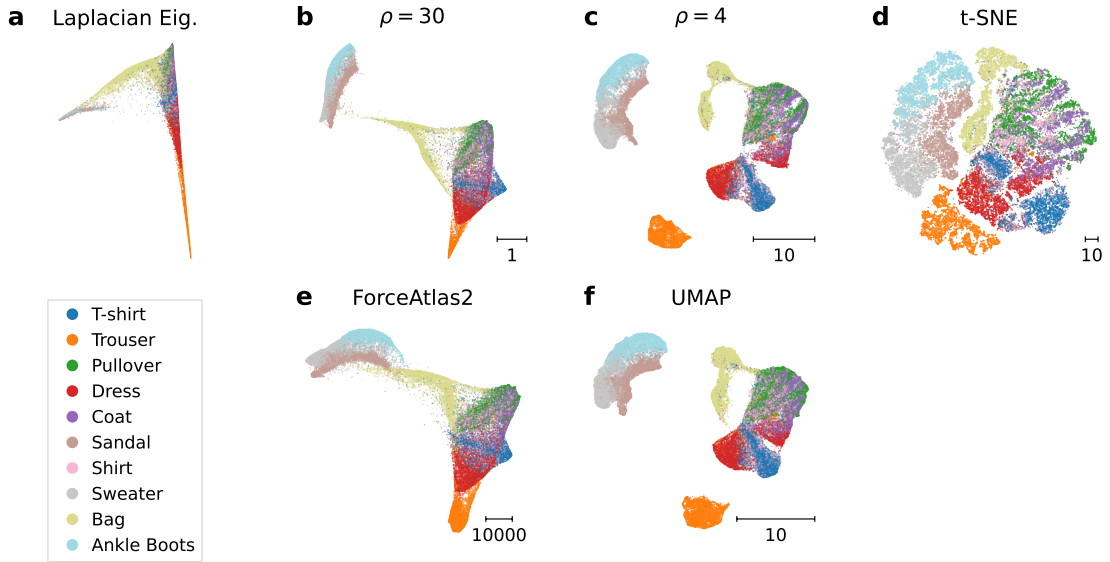 a Laplacian Eig.
b ρ = 30
c ρ = 4
d t-SNE
1
10
10
e ForceAtlas2
f UMAP
T-shirt
Trouser
Pullover
Dress
Coat
Sandal
Shirt
Sweater
Bag
Ankle Boots
10000
10